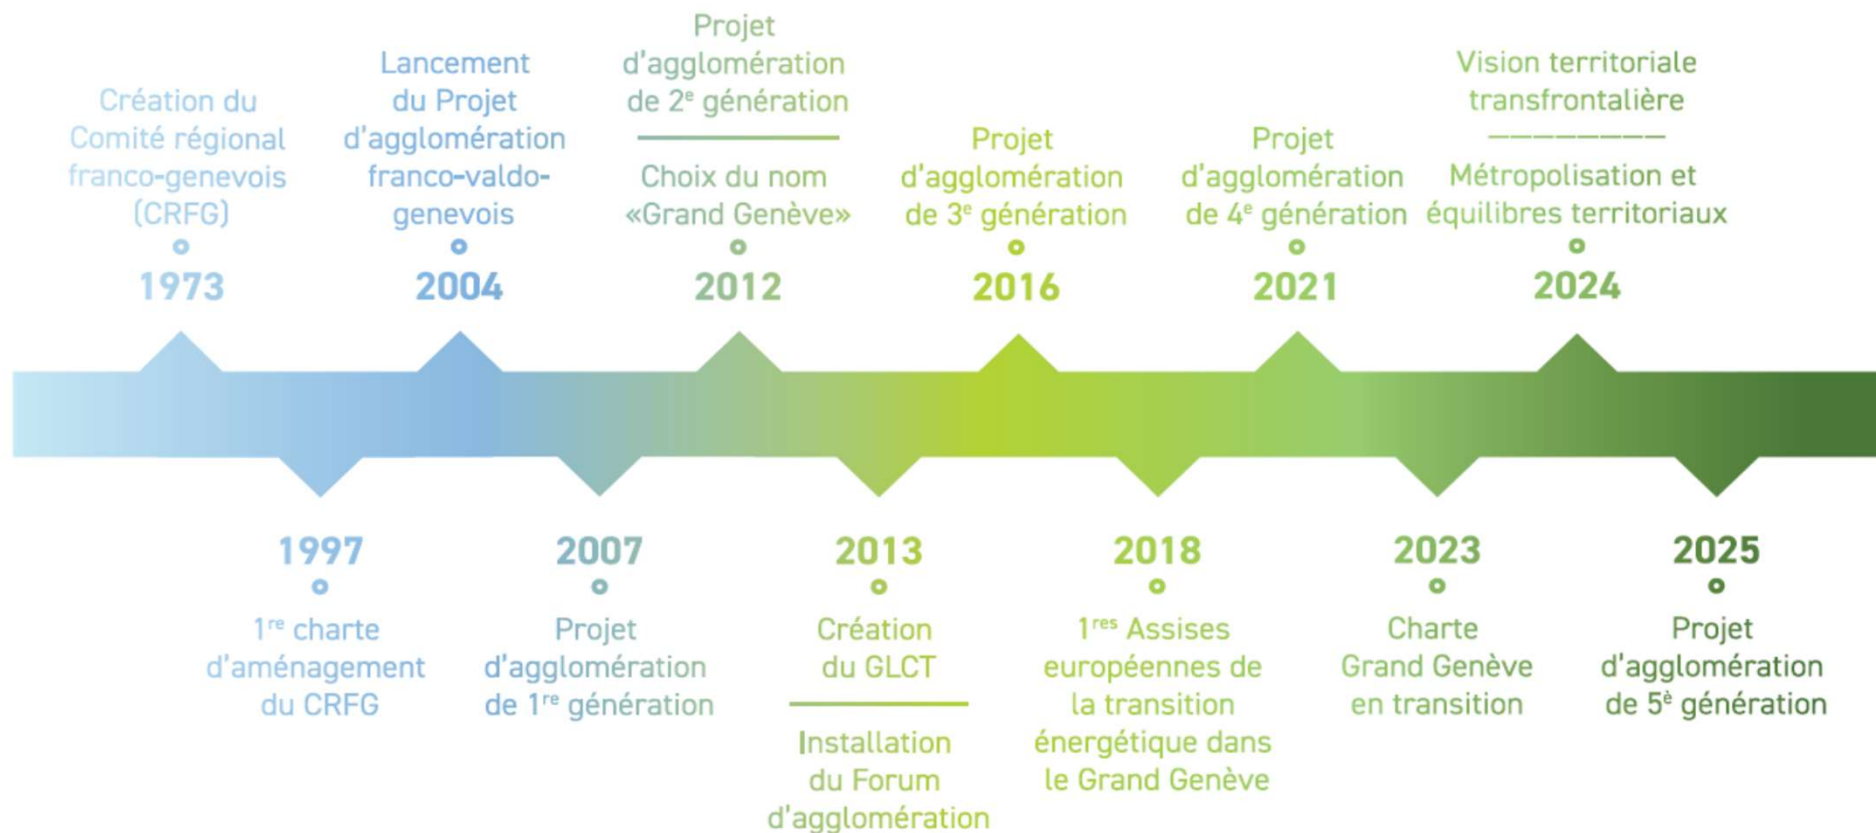 Création du
Comité régional
franco-genevois
(CRFG)
1973
Lancement
du Projet
d'agglomération
franco-valdo-
genevois
2004
Projet
d'agglomération
de 2e génération
Choix du nom
«Grand Genève»
2012
Projet
d'agglomération
de 3e génération
2016
Projet
d'agglomération
de 4e génération
2021
Vision territoriale
transfrontalière
Métropolisation et
équilibres territoriaux
2024
1997
1re charte
d'aménagement
du CRFG
2007
Projet
d'agglomération
de 1re génération
2013
Création
du GLCT
Installation
du Forum
d'agglomération
2018
1res Assises
européennes de
la transition
énergétique dans
le Grand Genève
2023
Charte
Grand Genève
en transition
2025
Projet
d'agglomération
de 5è génération